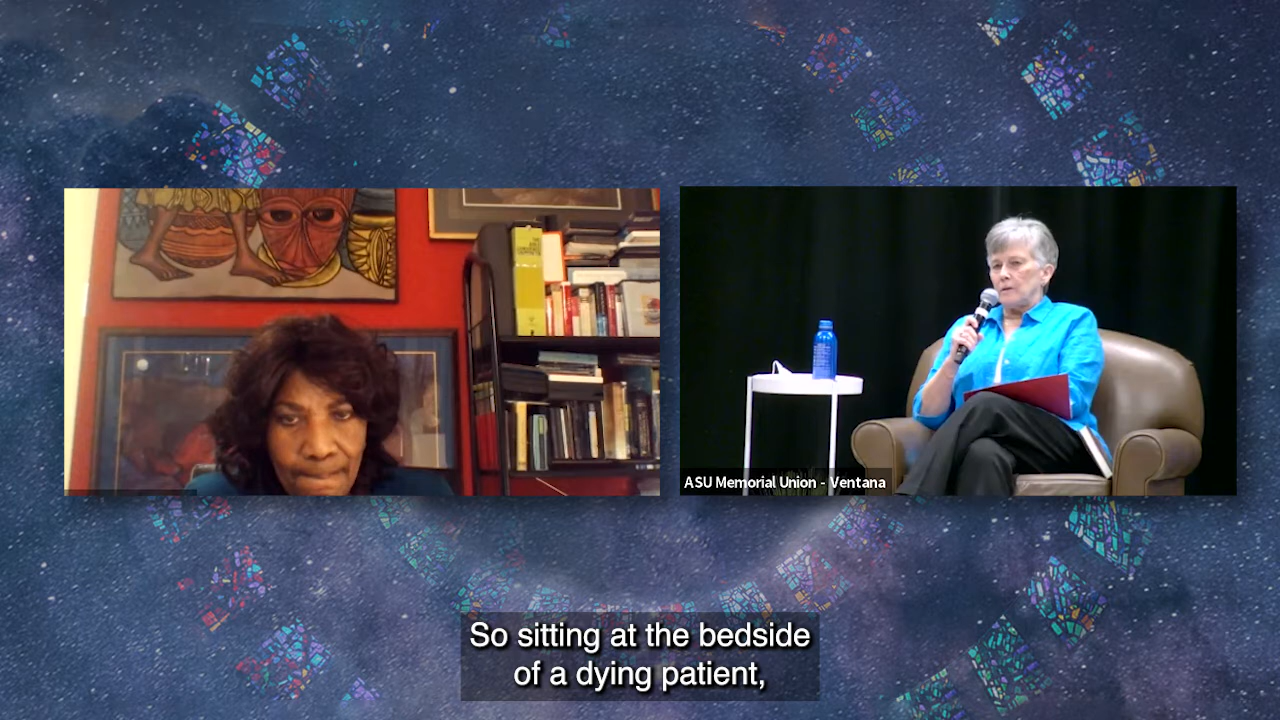 ASU Memorial Union - Ventana
So sitting at the bedside
of a dying patient,